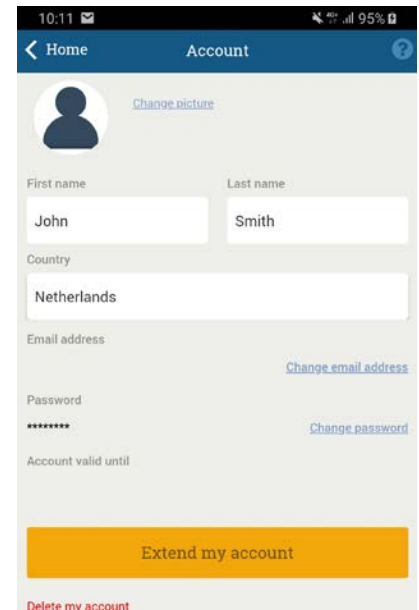 10:11 95%
Home Account ?
Change picture
First name Last name
John Smith
Country
Netherlands
Email address
Change email address
Password
******** Change password
Account valid until
Extend my account
Delete my account